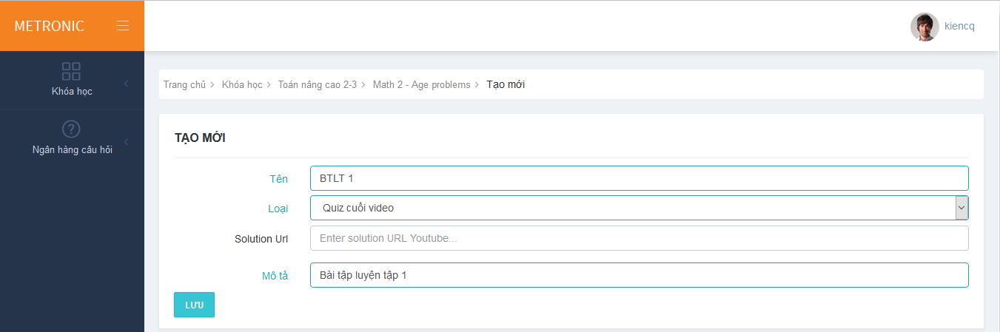 METRONIC
kiencq
Khóa học
Ngân hàng câu hỏi
Trang chủ > Khóa học > Toán nâng cao 2-3 > Math 2 - Age problems > Tạo mới
TẠO MỚI
Tên
BTLT 1
Loại
Quiz cuối video
Solution Url
Enter solution URL Youtube...
Mô tả
Bài tập luyện tập 1
LƯU